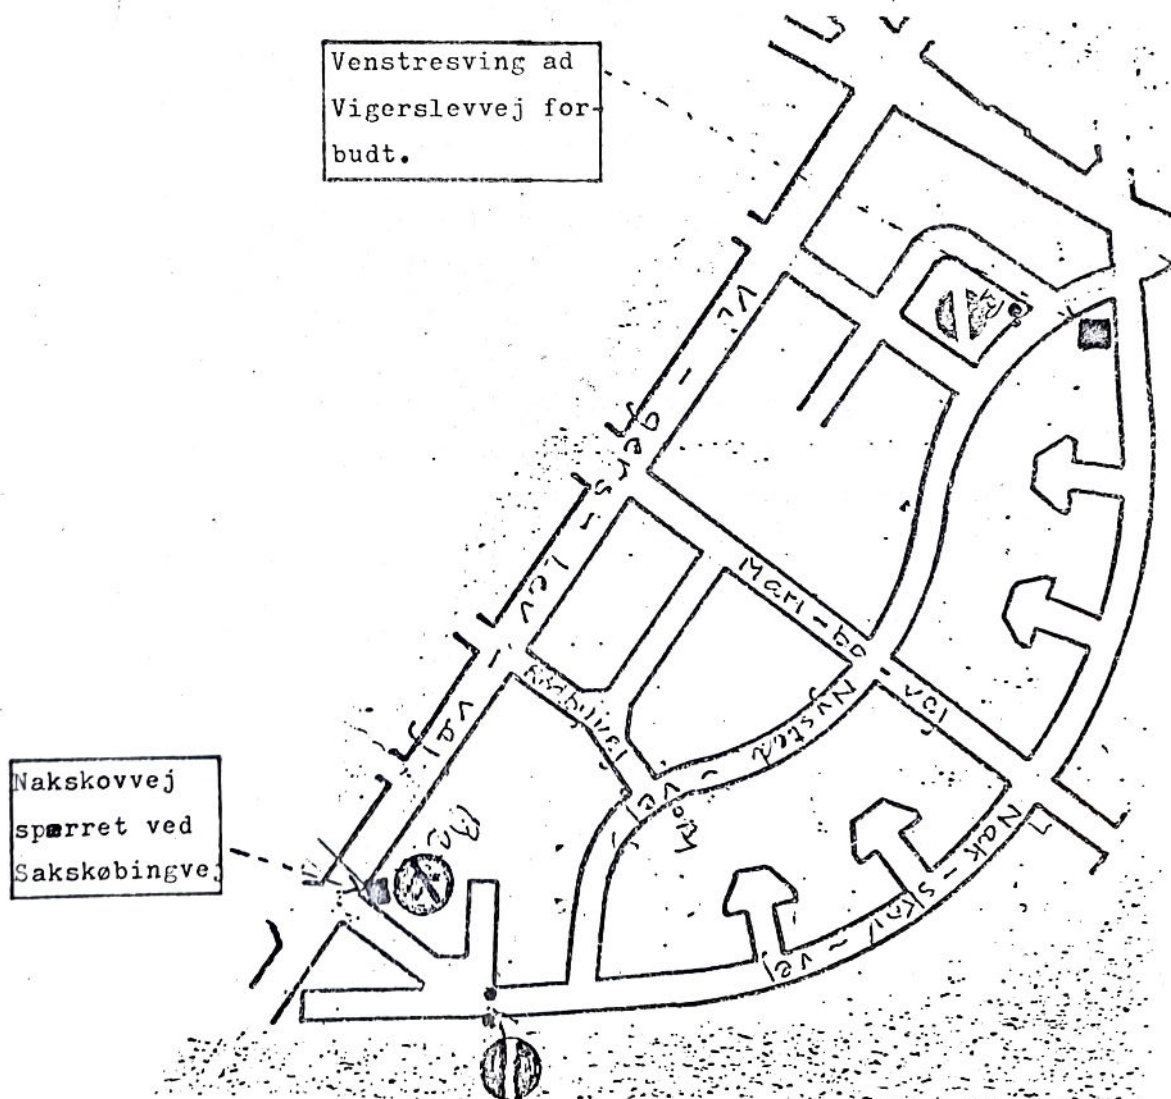 Venstresving ad
Vigerslevvej for-
budt.
Vi - gers - Lev - vej
Mari - bo - vej
Nysted - vej
Nak - skov - vej
Nakskovvej
spærret ved
Sakskøbingvej